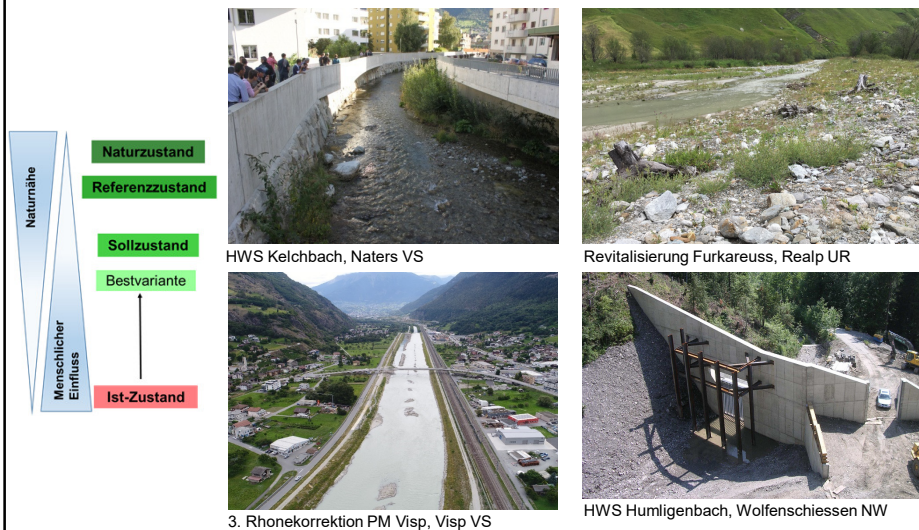 Naturnähe
Menschlicher
Einfluss
Naturzustand
Referenzzustand
Sollzustand
Bestvariante
Ist-Zustand
HWS Kelchbach, Naters VS
Revitalisierung Furkareuss, Realp UR
3. Rhonekorrektion PM Visp, Visp VS
HWS Humligenbach, Wolfenschiessen NW